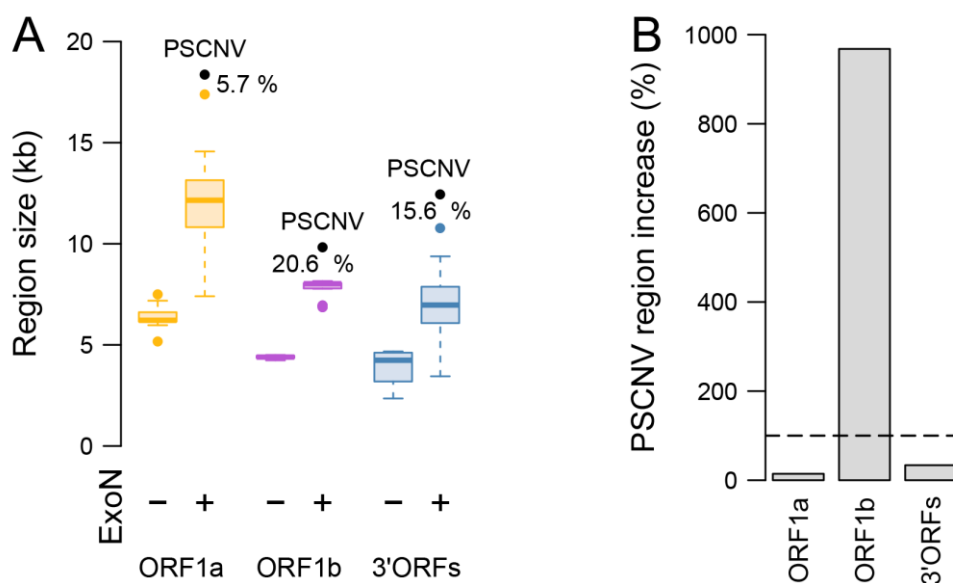 A
Region size (kb)
20
15
10
5
0
PSCNV
5.7 %
PSCNV
20.6 %
PSCNV
15.6 %
ExoN
− + − + − +
ORF1a ORF1b 3'ORFs
B
PSCNV region increase (%)
1000
800
600
400
200
0
ORF1a
ORF1b
3'ORFs